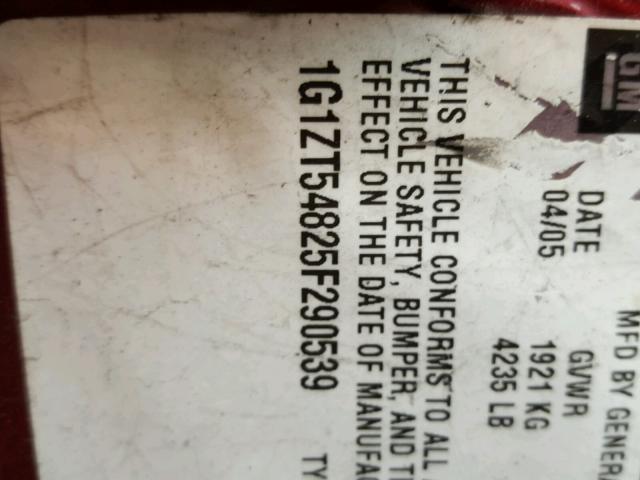 GM
MFD BY GENERA
DATE GVWR
04/05 1921 KG
4235 LB
THIS VEHICLE CONFORMS TO ALL
VEHICLE SAFETY, BUMPER, AND
EFFECT ON THE DATE OF MANUFA
1G1ZT54825F290539 TY